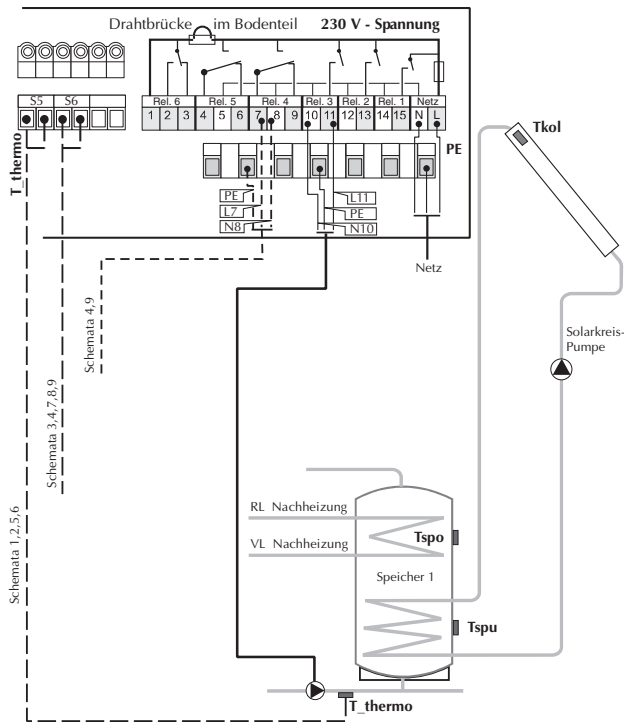 Drahtbrücke im Bodenteil 230 V - Spannung
S5 S6
Rel. 6 Rel. 5 Rel. 4 Rel. 3 Rel. 2 Rel. 1 Netz
1 2 3 4 5 6 7 8 9 10 11 12 13 14 15 N L
T_thermo
PE
Tkol
PE
L7
N8
L11
PE
N10
Netz
Schemata 4,9
Solarkreis-
Pumpe
Schemata 3,4,7,8,9
Schemata 1,2,5,6
RL Nachheizung
Tspo
VL Nachheizung
Speicher 1
Tspu
T_thermo